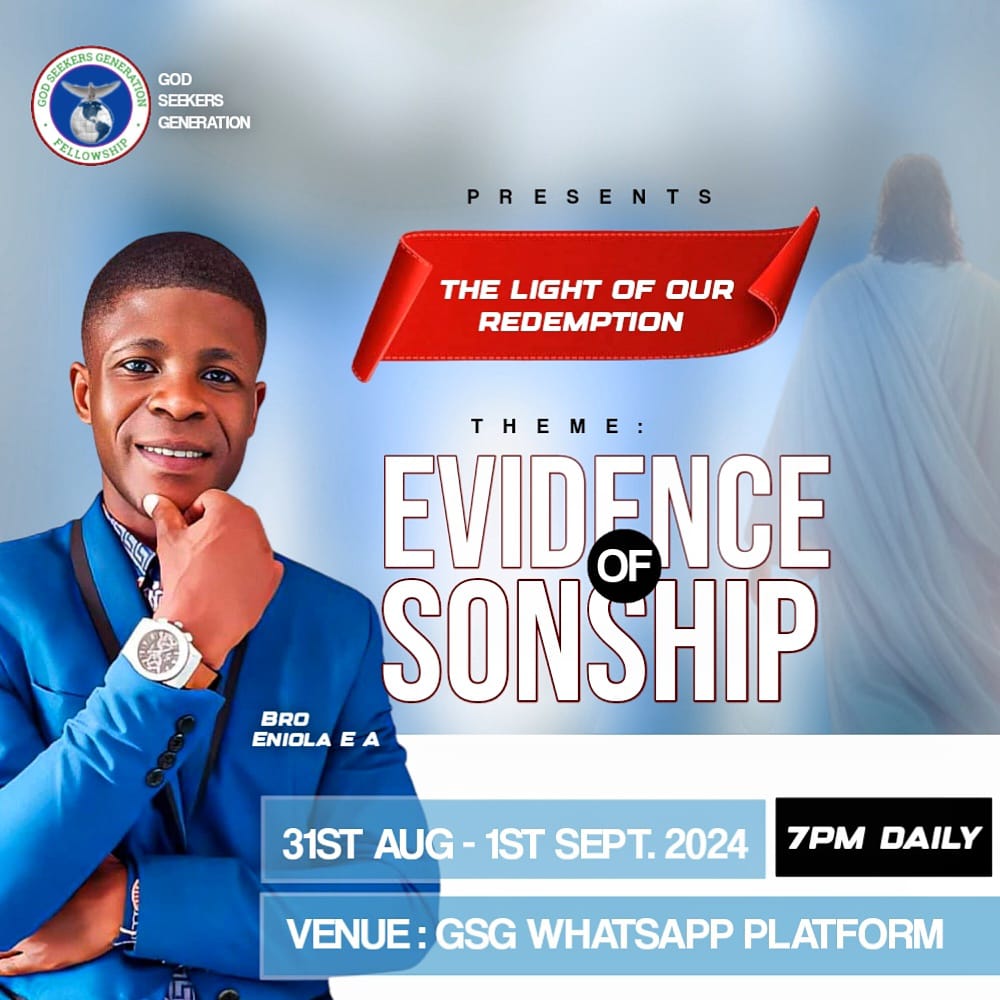 GOD SEEKERS GENERATION
FELLOWSHIP
GOD
SEEKERS
GENERATION
PRESENTS
THE LIGHT OF OUR
REDEMPTION
THEME:
EVIDENCE
OF
SONSHIP
BRO
ENIOLA E A
31ST AUG - 1ST SEPT. 2024
7PM DAILY
VENUE : GSG WHATSAPP PLATFORM